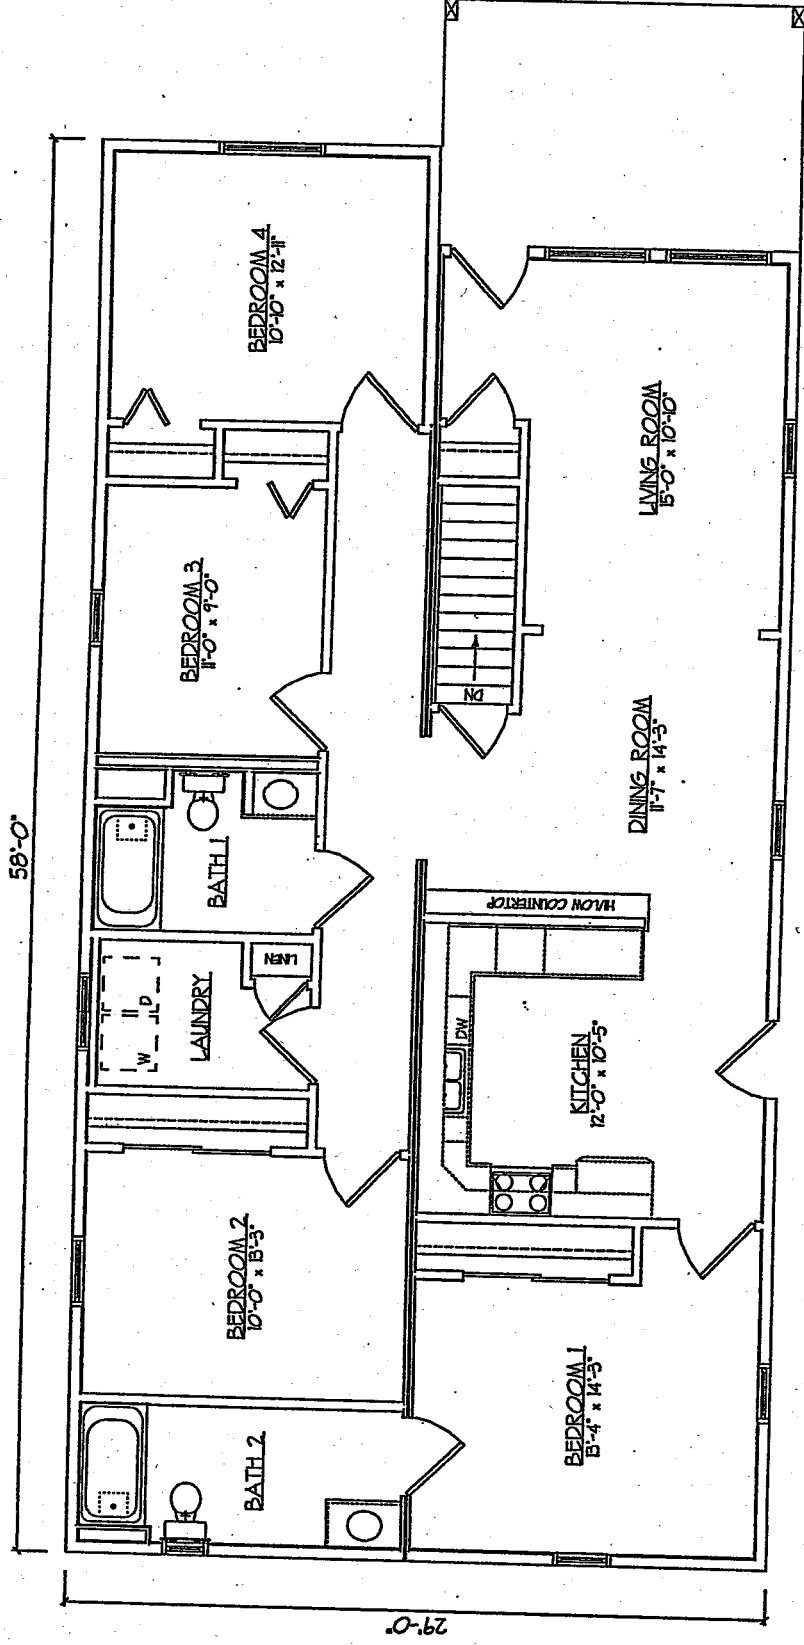 58'-0"
29'-0"
BEDROOM 4
10'-10" x 12'-11"
BEDROOM 3
11'-0" x 9'-0"
BATH 1
LINEN
LAUNDRY
W
D
BEDROOM 2
10'-0" x 13'-3"
BATH 2
LIVING ROOM
15'-0" x 10'-10"
DN
DINING ROOM
11'-7" x 14'-3"
HI/LOW COUNTERTOP
DW
KITCHEN
12'-0" x 10'-5"
BEDROOM 1
13'-4" x 14'-3"